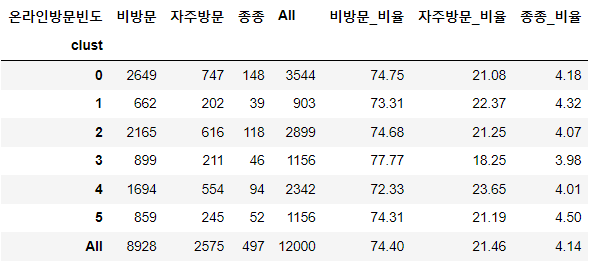 온라인방문빈도 비방문 자주방문 종종 All 비방문_비율 자주방문_비율 종종_비율
clust
0 2649 747 148 3544 74.75 21.08 4.18
1 662 202 39 903 73.31 22.37 4.32
2 2165 616 118 2899 74.68 21.25 4.07
3 899 211 46 1156 77.77 18.25 3.98
4 1694 554 94 2342 72.33 23.65 4.01
5 859 245 52 1156 74.31 21.19 4.50
All 8928 2575 497 12000 74.40 21.46 4.14